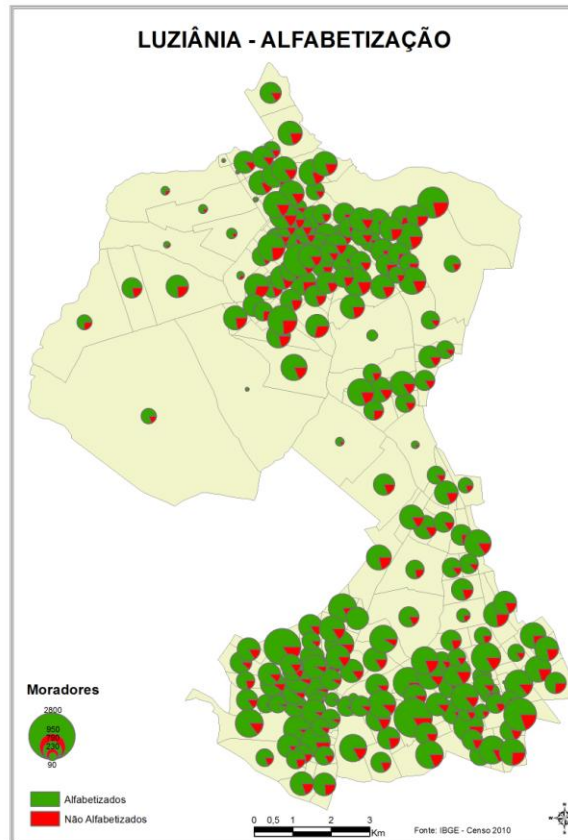 LUZIÂNIA - ALFABETIZAÇÃO
Moradores
2800
950
230
90
Alfabetizados
Não Alfabetizados
0 0,5 1 2 3
Km
Fonte: IBGE - Censo 2010